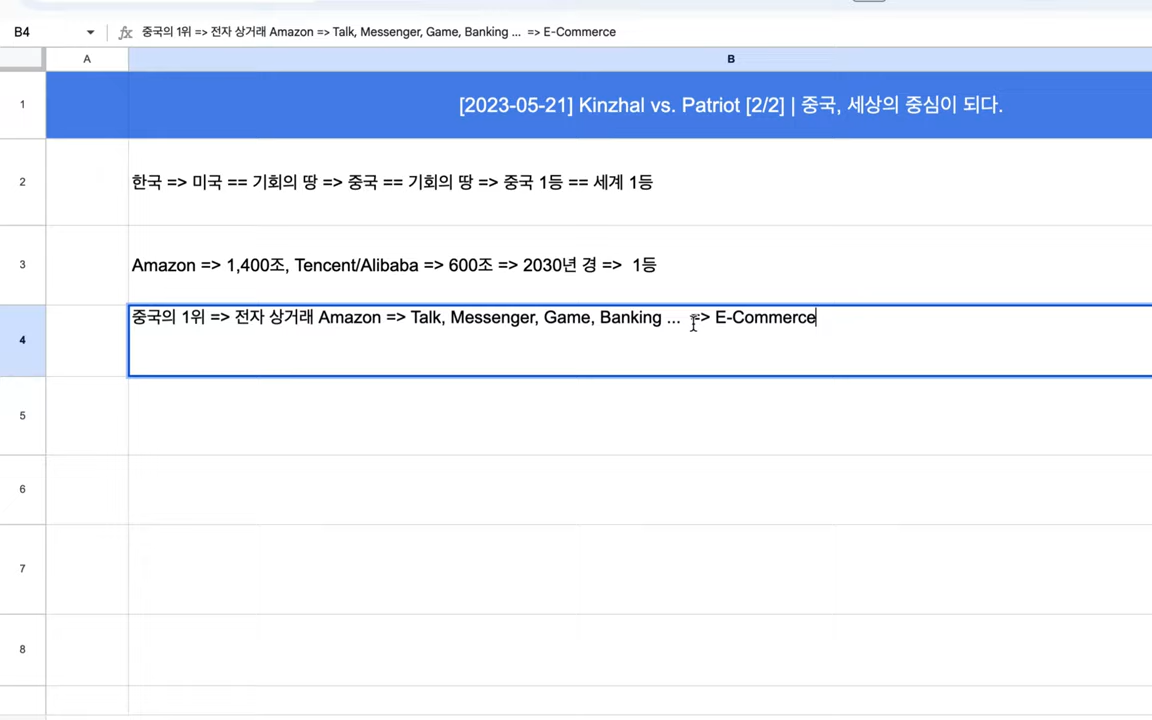 B4 fx 중국의 1위 => 전자 상거래 Amazon => Talk, Messenger, Game, Banking ...  => E-Commerce
A B
1 [2023-05-21] Kinzhal vs. Patriot [2/2] | 중국, 세상의 중심이 되다.
2 한국 => 미국 == 기회의 땅 => 중국 == 기회의 땅 => 중국 1등 == 세계 1등
3 Amazon => 1,400조, Tencent/Alibaba => 600조 => 2030년 경 =>  1등
4 중국의 1위 => 전자 상거래 Amazon => Talk, Messenger, Game, Banking ...  => E-Commerce
5
6
7
8